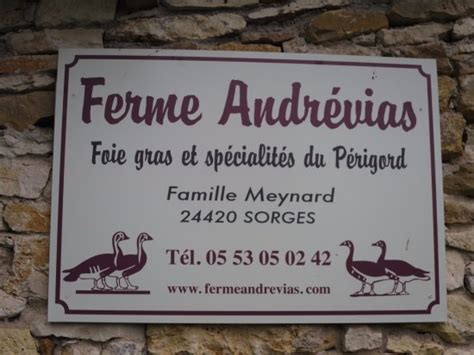 Ferme Andrévias
Foie gras et spécialités du Périgord
Famille Meynard
24420 SORGES
Tél. 05 53 05 02 42
www.fermeandrevias.com